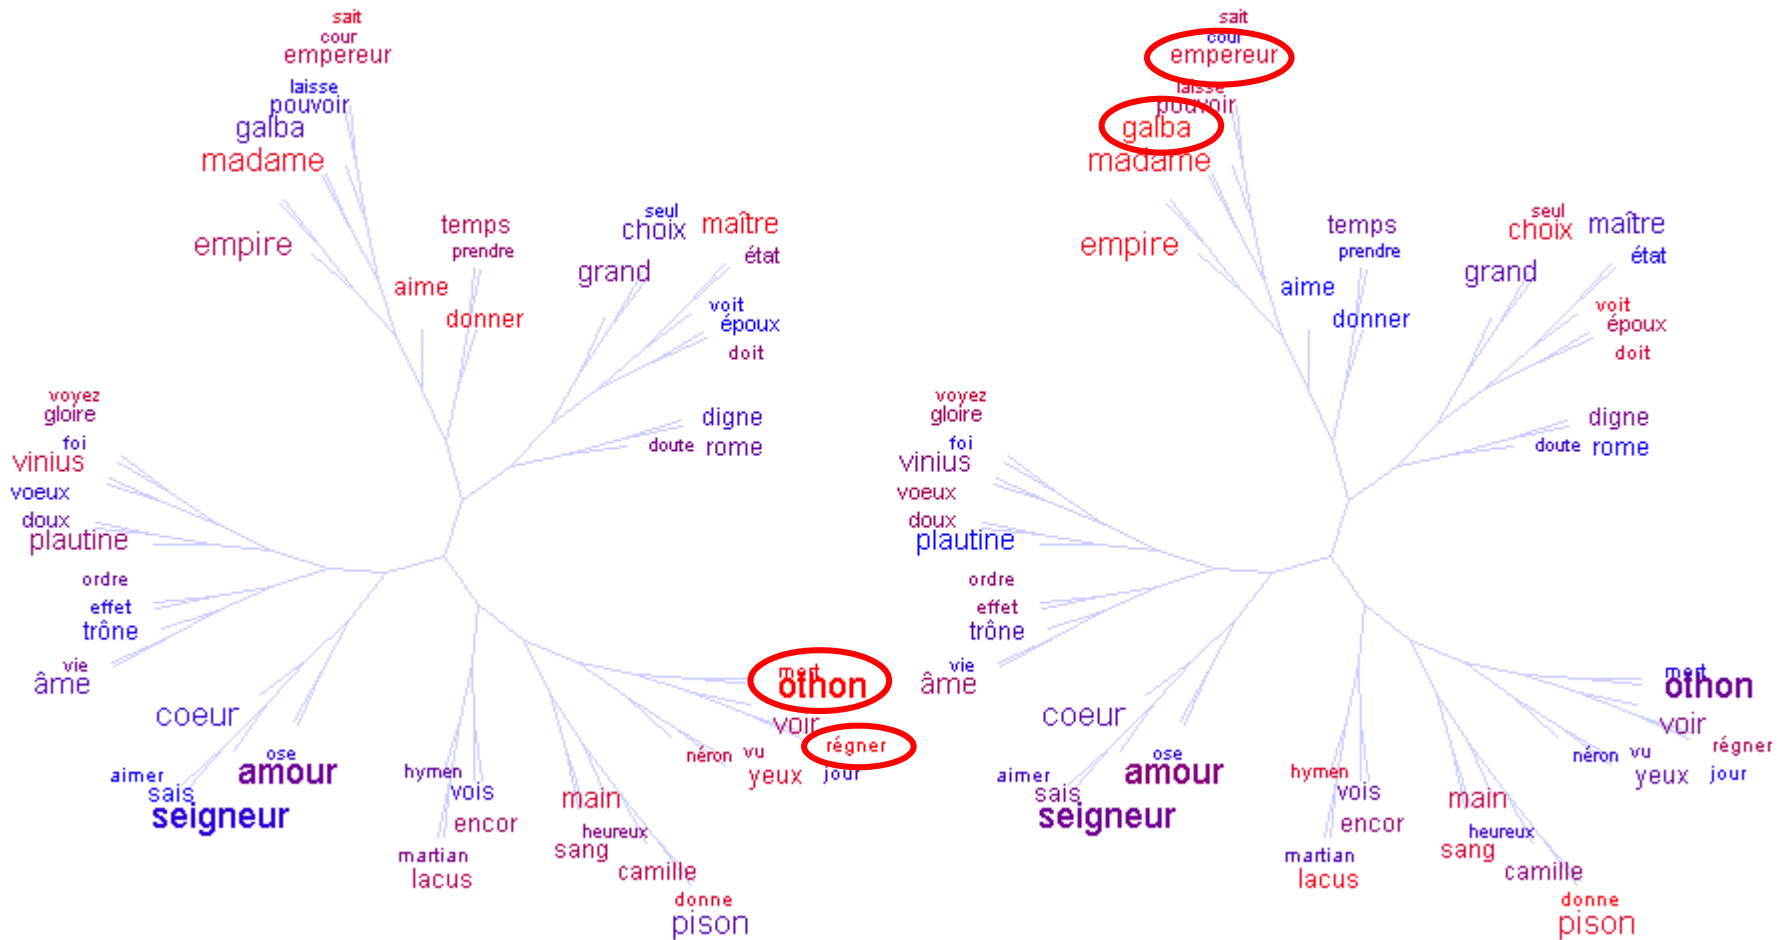 sait
cour
empereur
laisse
pouvoir
galba
madame
empire
temps
prendre
aime
donner
seul
choix
maître
état
grand
voit
époux
doit
digne
doute rome
voyez
gloire
foi
vinius
voeux
doux
plautine
ordre
effet
trône
vie
âme
coeur
ose
amour
aimer
sais
seigneur
hymen
vois
encor
martian
lacus
mort
othon
voir
régner
néron vu
yeux jour
main
heureux
sang
camille
donne
pison
sait
cour
empereur
laisse
pouvoir
galba
madame
empire
temps
prendre
aime
donner
seul
choix
maître
état
grand
voit
époux
doit
digne
doute rome
voyez
gloire
foi
vinius
voeux
doux
plautine
ordre
effet
trône
vie
âme
coeur
ose
amour
aimer
sais
seigneur
hymen
vois
encor
martian
lacus
mort
othon
voir
régner
néron vu
yeux jour
main
heureux
sang
camille
donne
pison